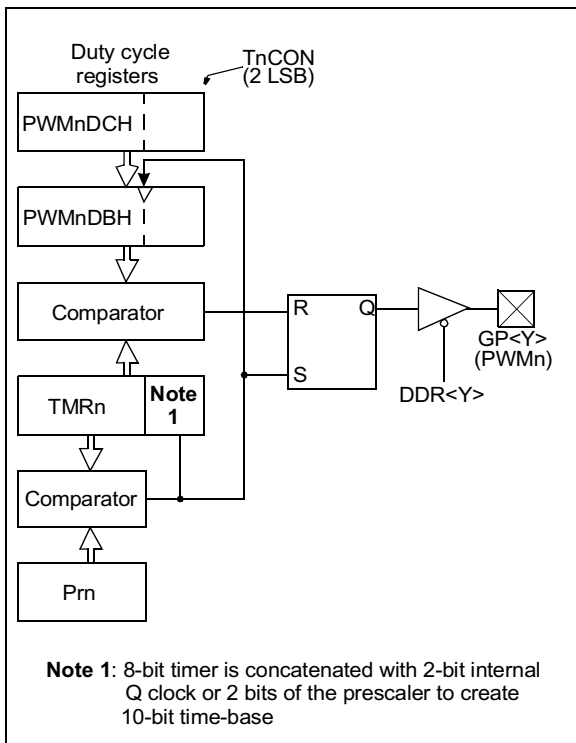 Duty cycle
registers
TnCON
(2 LSB)
PWMnDCH
PWMnDBH
Comparator
R
Q
S
GP<Y>
(PWMn)
DDR<Y>
TMRn
Note
1
Comparator
Prn
Note 1: 8-bit timer is concatenated with 2-bit internal
Q clock or 2 bits of the prescaler to create
10-bit time-base